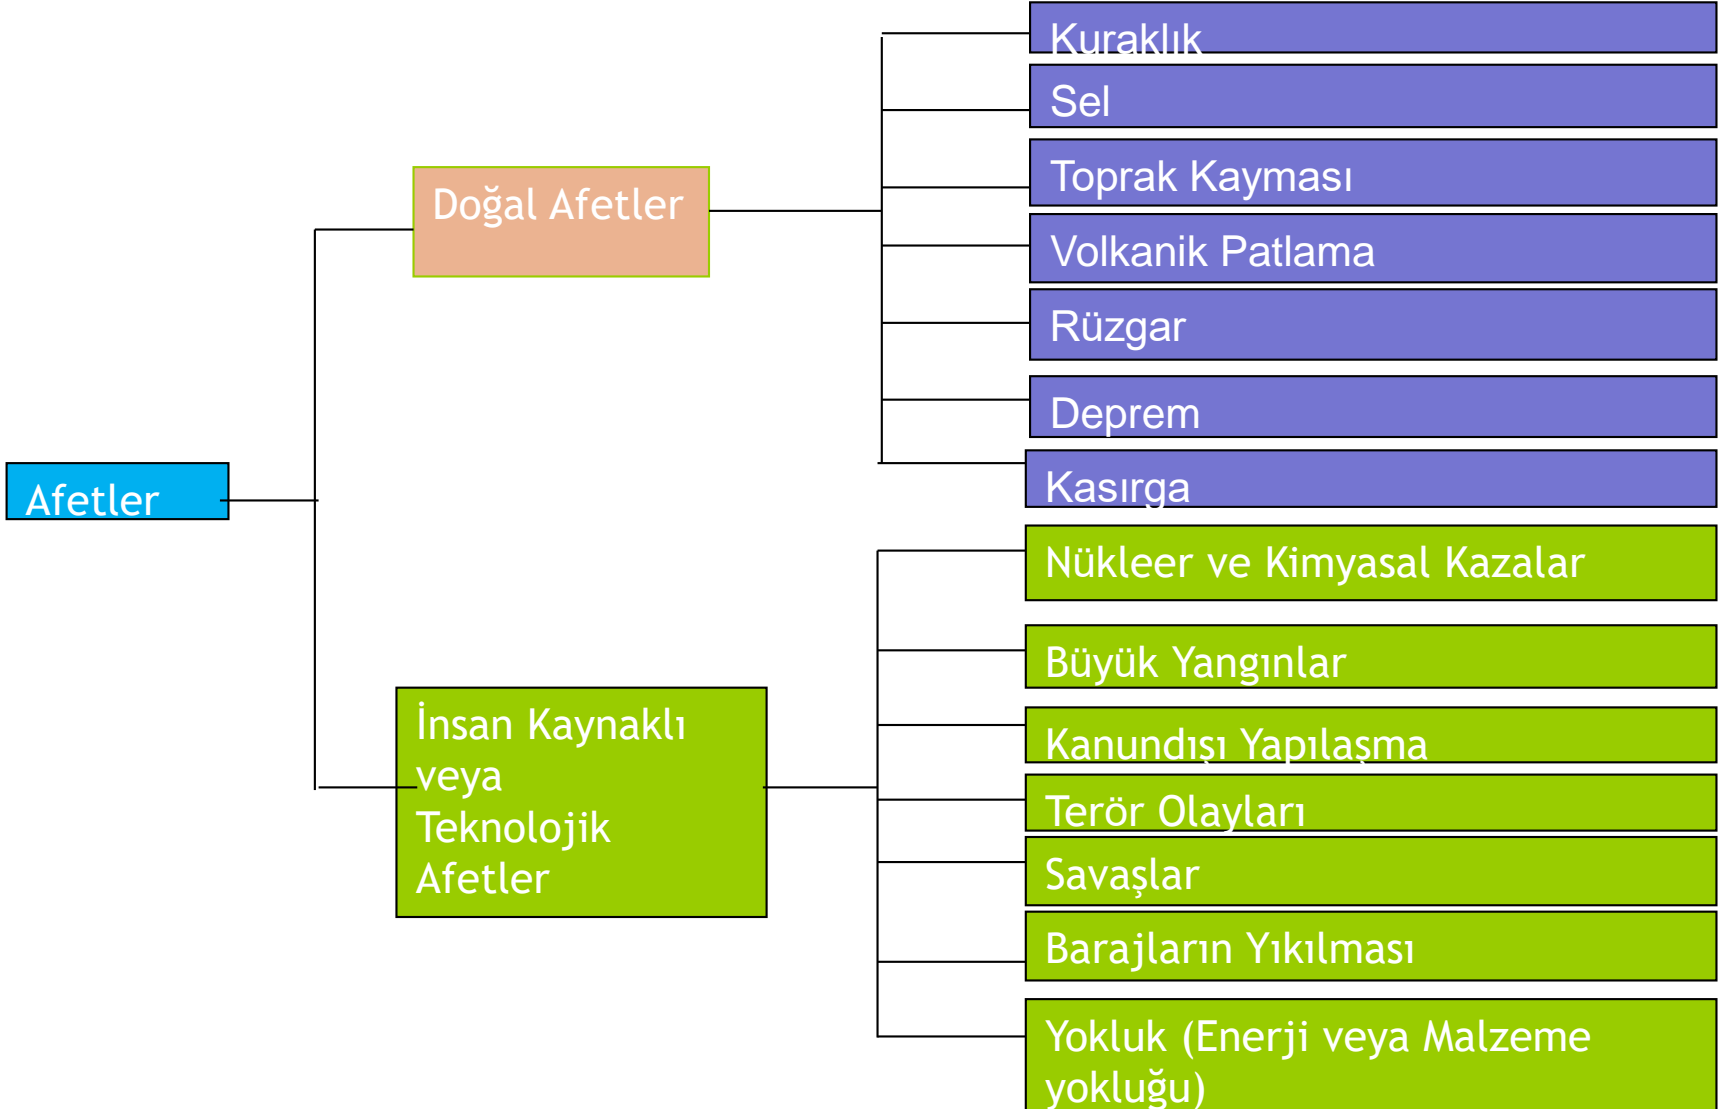 Afetler
Doğal Afetler
Kuraklık
Sel
Toprak Kayması
Volkanik Patlama
Rüzgar
Deprem
Kasırga
İnsan Kaynaklı
veya
Teknolojik
Afetler
Nükleer ve Kimyasal Kazalar
Büyük Yangınlar
Kanundışı Yapılaşma
Terör Olayları
Savaşlar
Barajların Yıkılması
Yokluk (Enerji veya Malzeme
yokluğu)